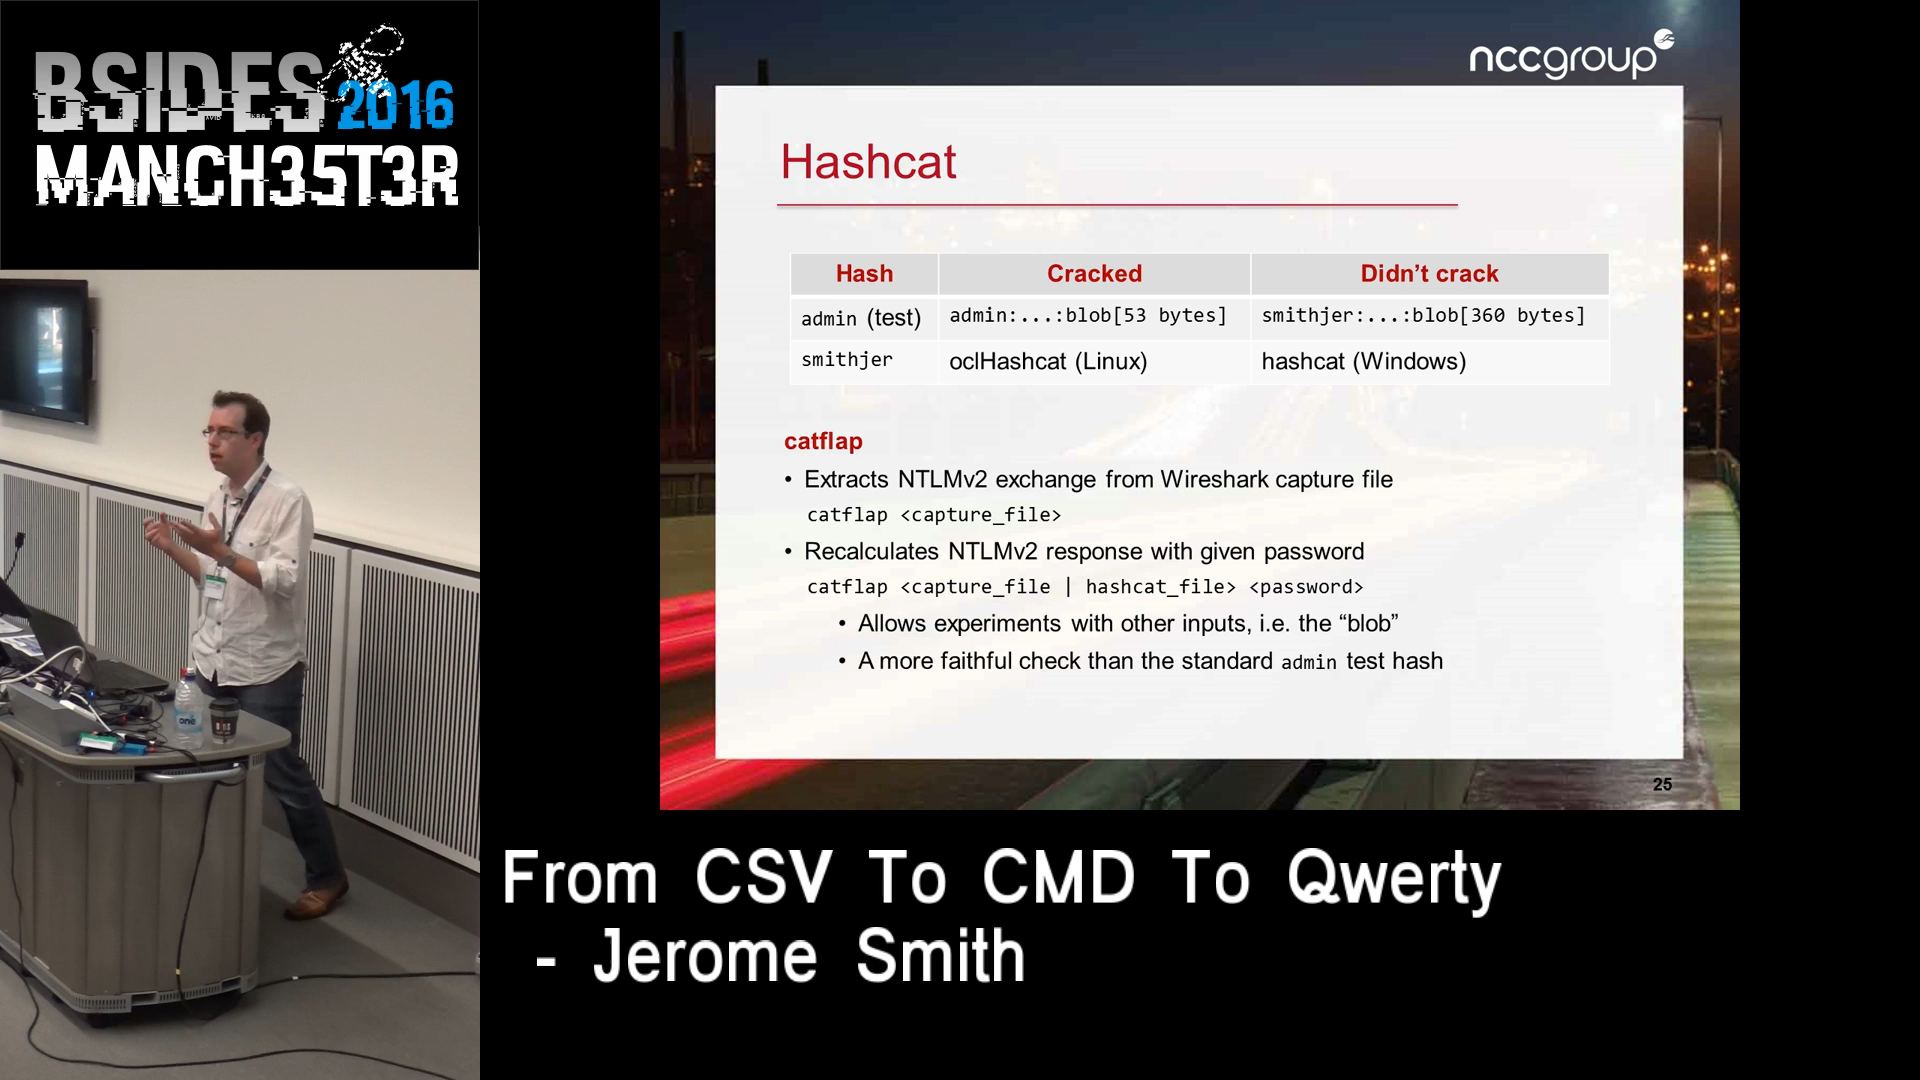 BSIDES 2016
MANCH35T3R
nccgroup
Hashcat
Hash Cracked Didn’t crack
admin (test) admin:...:blob[53 bytes] smithjer:...:blob[360 bytes]
smithjer oclHashcat (Linux) hashcat (Windows)
catflap
• Extracts NTLMv2 exchange from Wireshark capture file
catflap <capture_file>
• Recalculates NTLMv2 response with given password
catflap <capture_file | hashcat_file> <password>
• Allows experiments with other inputs, i.e. the “blob”
• A more faithful check than the standard admin test hash
25
one
From CSV To CMD To Qwerty
- Jerome Smith